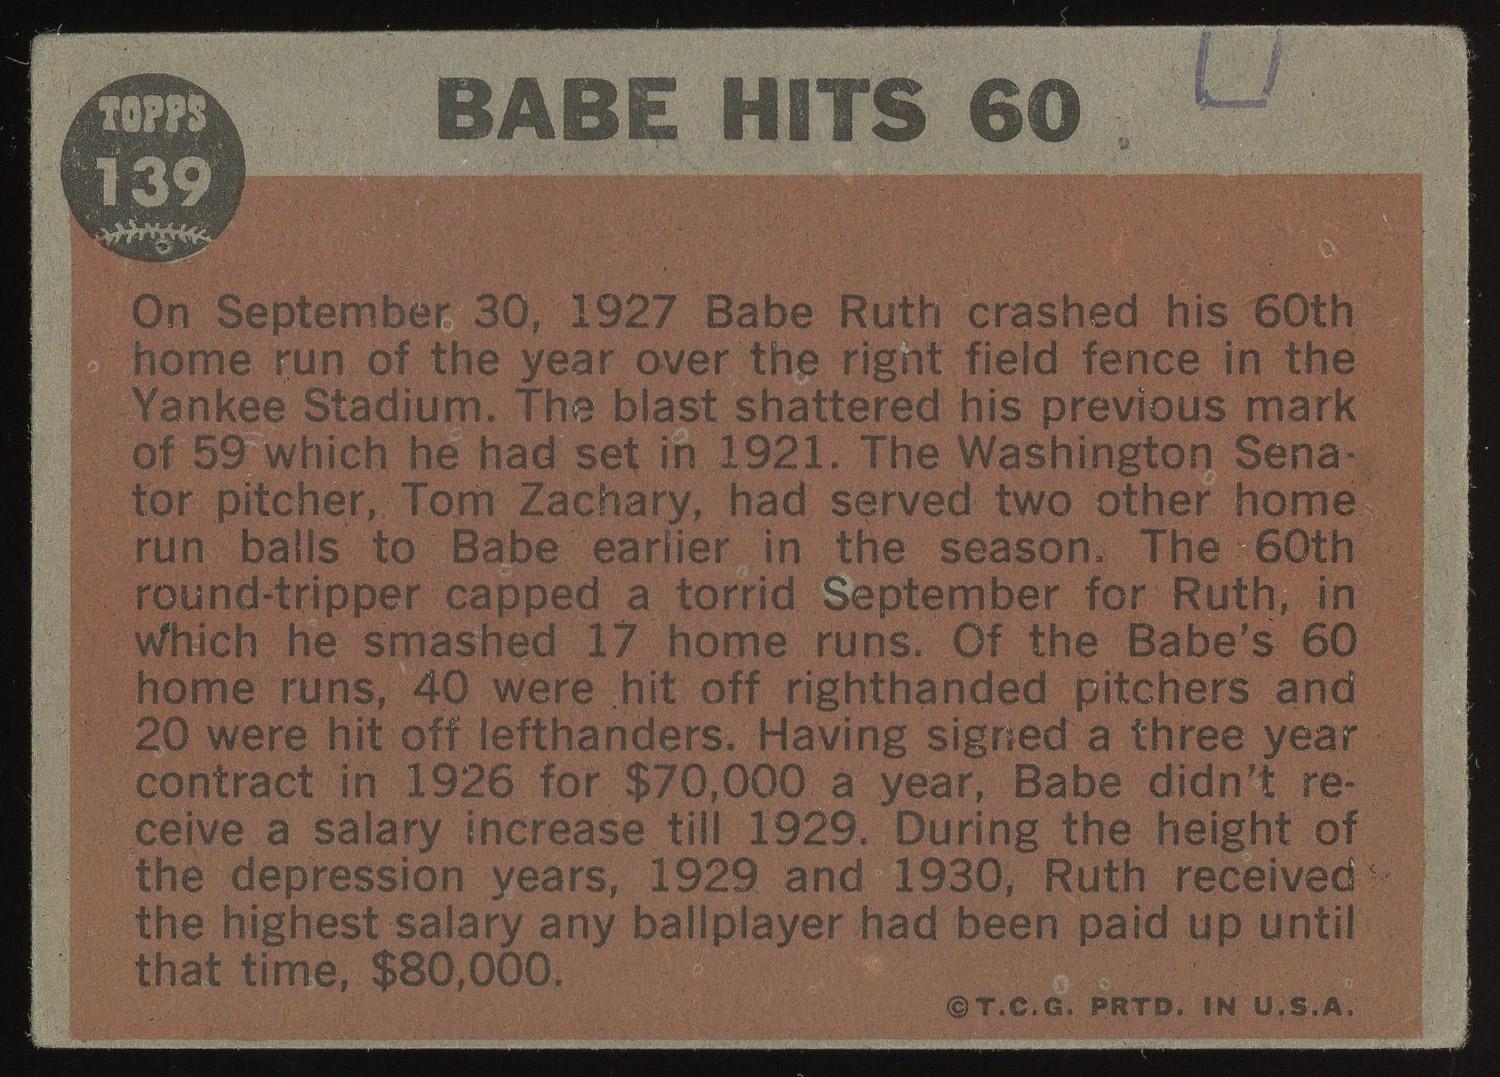 TOPPS
139
BABE HITS 60
On September 30, 1927 Babe Ruth crashed his 60th
home run of the year over the right field fence in the
Yankee Stadium. The blast shattered his previous mark
of 59 which he had set in 1921. The Washington Sena-
tor pitcher, Tom Zachary, had served two other home
run balls to Babe earlier in the season. The 60th
round-tripper capped a torrid September for Ruth, in
which he smashed 17 home runs. Of the Babe's 60
home runs, 40 were hit off righthanded pitchers and
20 were hit off lefthanders. Having signed a three year
contract in 1926 for $70,000 a year, Babe didn't re-
ceive a salary increase till 1929. During the height of
the depression years, 1929 and 1930, Ruth received
the highest salary any ballplayer had been paid up until
that time, $80,000.
©T.C.G. PRTD. IN U.S.A.